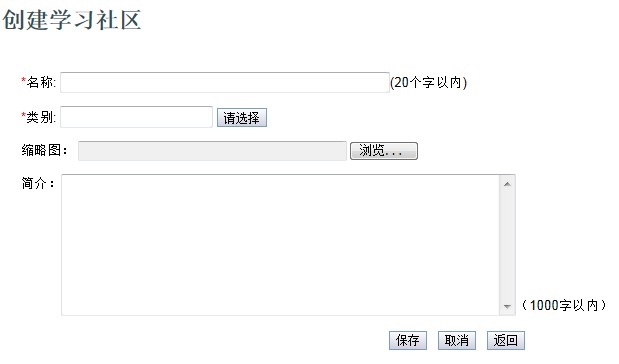 创建学习社区
*名称: (20个字以内)
*类别: 请选择
缩略图： 浏览...
简介：
（1000字以内）
保存 取消 返回